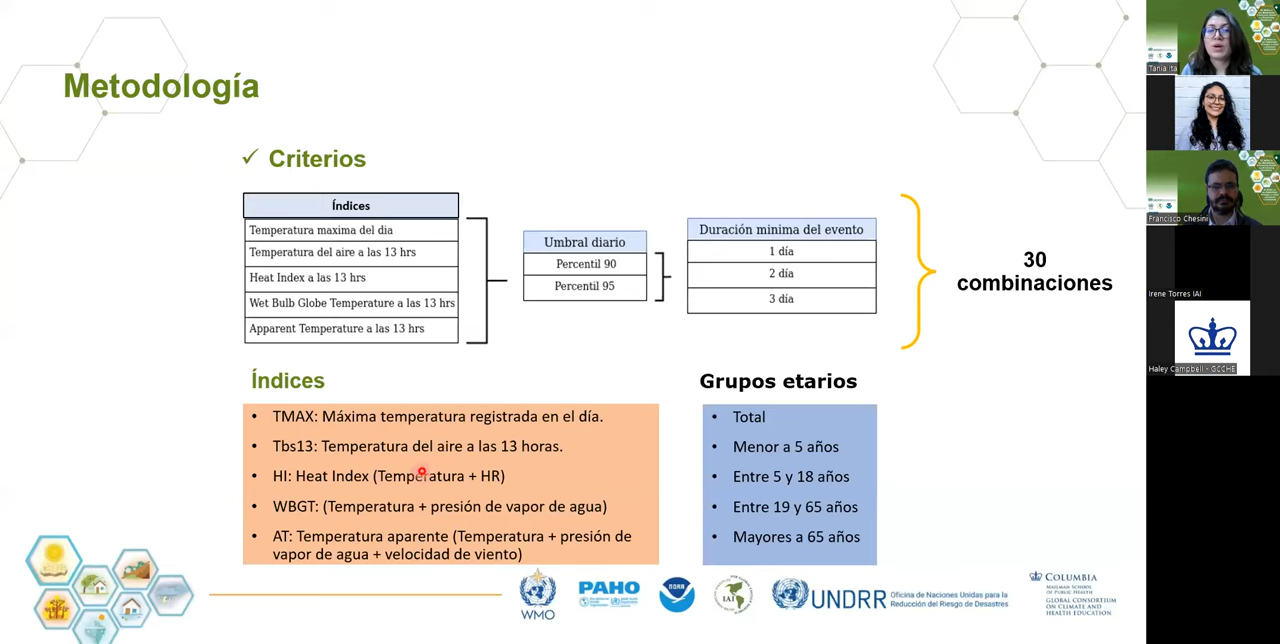 Metodología
✓ Criterios
Índices
Temperatura maxima del dia
Temperatura del aire a las 13 hrs
Heat Index a las 13 hrs
Wet Bulb Globe Temperature a las 13 hrs
Apparent Temperature a las 13 hrs
Umbral diario
Percentil 90
Percentil 95
Duración minima del evento
1 día
2 día
3 día
30
combinaciones
Índices
• TMAX: Máxima temperatura registrada en el día.
• Tbs13: Temperatura del aire a las 13 horas.
• HI: Heat Index (Temperatura + HR)
• WBGT: (Temperatura + presión de vapor de agua)
• AT: Temperatura aparente (Temperatura + presión de
vapor de agua + velocidad de viento)
Grupos etarios
• Total
• Menor a 5 años
• Entre 5 y 18 años
• Entre 19 y 65 años
• Mayores a 65 años
WMO
PAHO
NOAA
IAI
UNDRR
Oficina de Naciones Unidas para la
Reducción del Riesgo de Desastres
COLUMBIA
MAILMAN SCHOOL
OF PUBLIC HEALTH
GLOBAL CONSORTIUM
ON CLIMATE AND
HEALTH EDUCATION
Tania Ita
Francisco Chesini
Irene Torres IAI
Haley Campbell - GCCHE